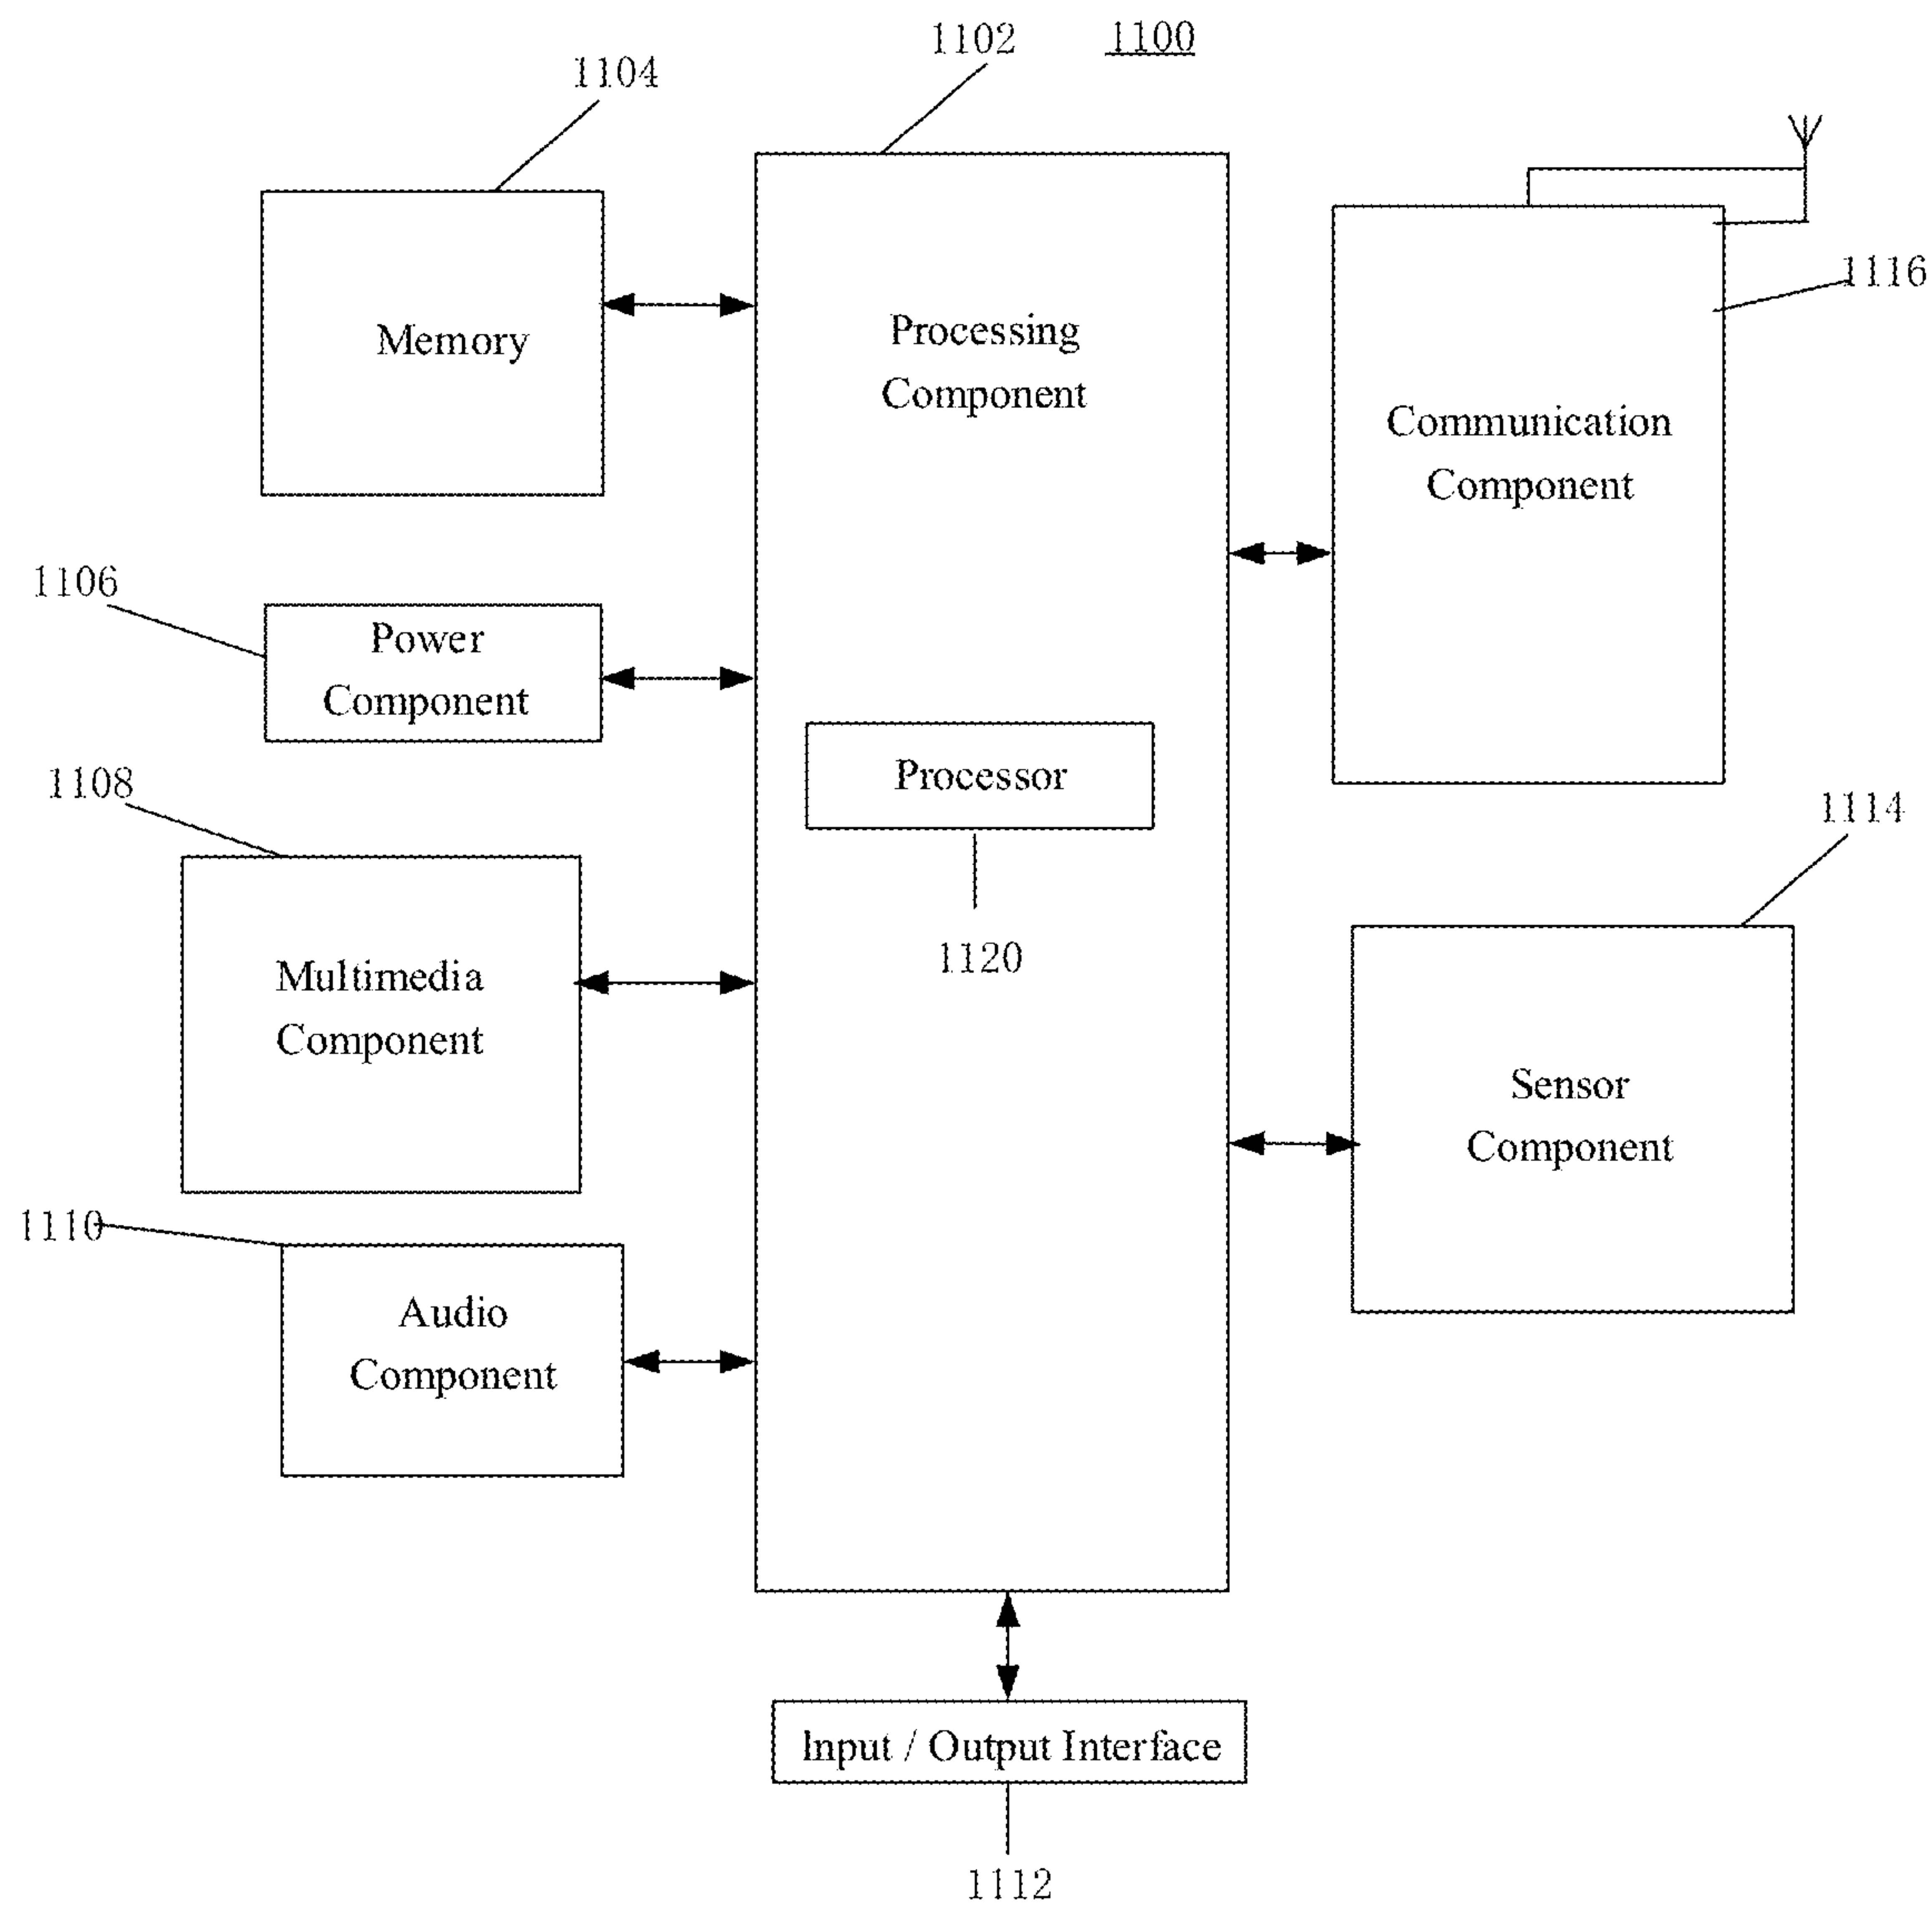 1102
1100
1104
Memory
Processing
Component
1116
Communication
Component
1106
Power
Component
Processor
1120
1108
Multimedia
Component
1114
Sensor
Component
1110
Audio
Component
Input / Output Interface
1112